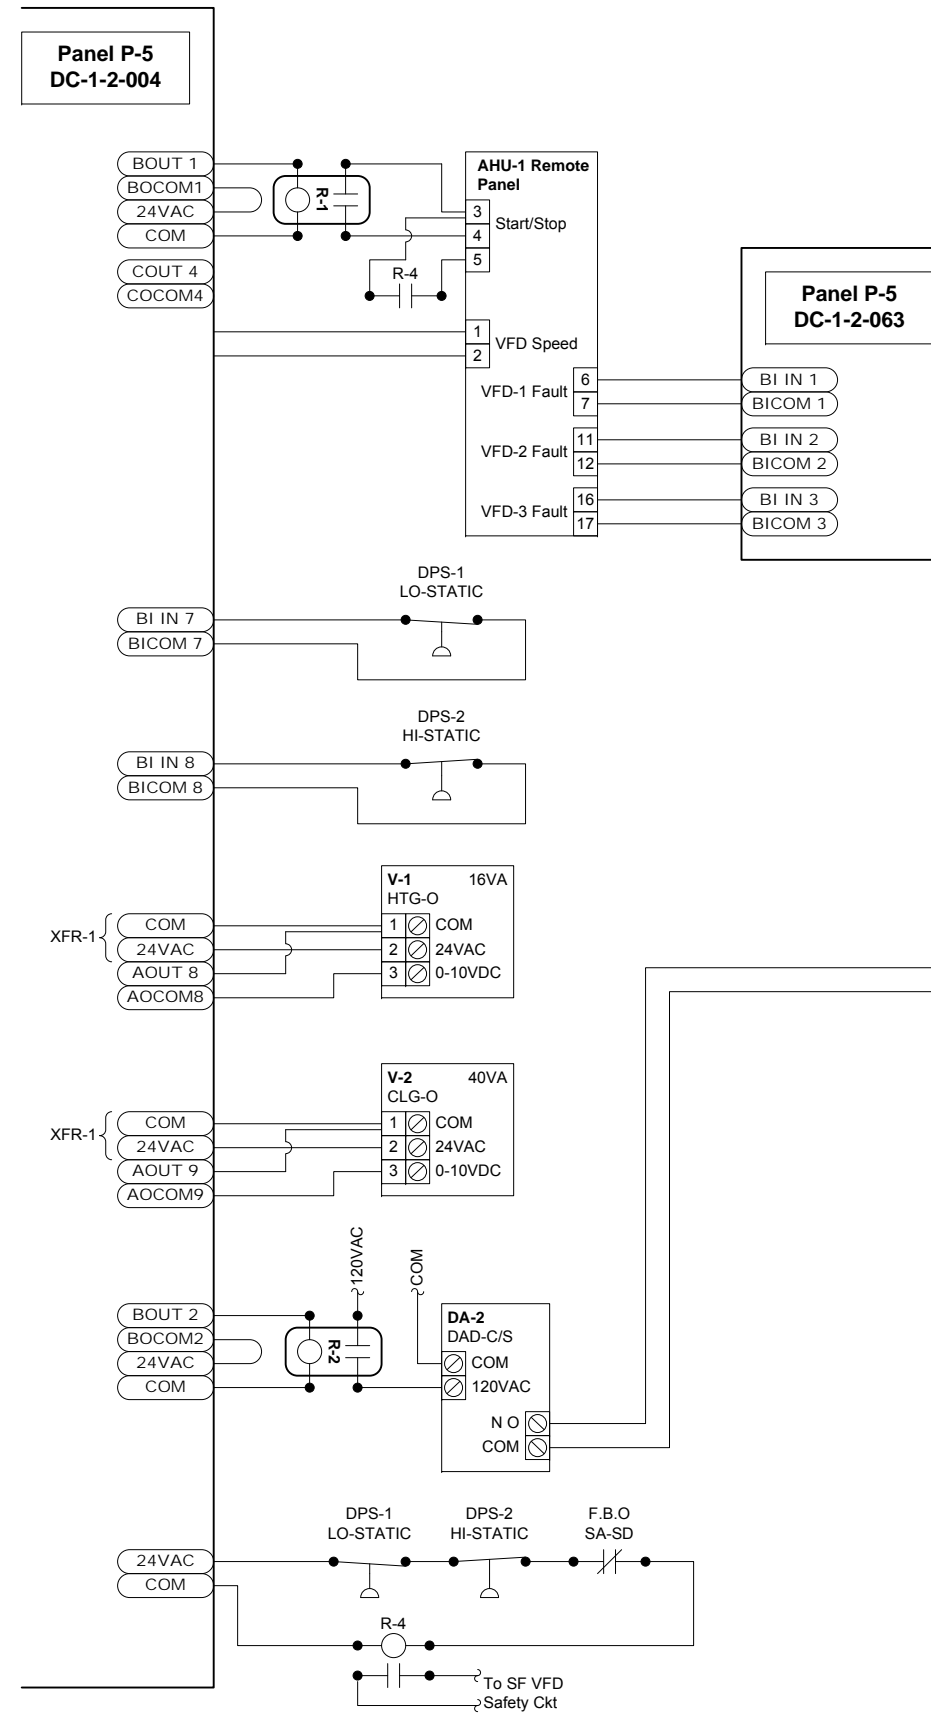 Panel P-5
DC-1-2-004
BOUT 1
BOCOM1
24VAC
COM
COUT 4
COCOM4
R-1
R-4
AHU-1 Remote
Panel
3
4
5
Start/Stop
1
2
VFD Speed
VFD-1 Fault
6
7
VFD-2 Fault
11
12
VFD-3 Fault
16
17
Panel P-5
DC-1-2-063
BI IN 1
BICOM 1
BI IN 2
BICOM 2
BI IN 3
BICOM 3
DPS-1
LO-STATIC
BI IN 7
BICOM 7
DPS-2
HI-STATIC
BI IN 8
BICOM 8
V-1 16VA
HTG-O
XFR-1
COM
24VAC
AOUT 8
AOCOM8
1 COM
2 24VAC
3 0-10VDC
V-2 40VA
CLG-O
XFR-1
COM
24VAC
AOUT 9
AOCOM9
1 COM
2 24VAC
3 0-10VDC
120VAC
COM
BOUT 2
BOCOM2
24VAC
COM
R-2
DA-2
DAD-C/S
COM
120VAC
N O
COM
DPS-1
LO-STATIC
DPS-2
HI-STATIC
F.B.O
SA-SD
24VAC
COM
R-4
To SF VFD
Safety Ckt